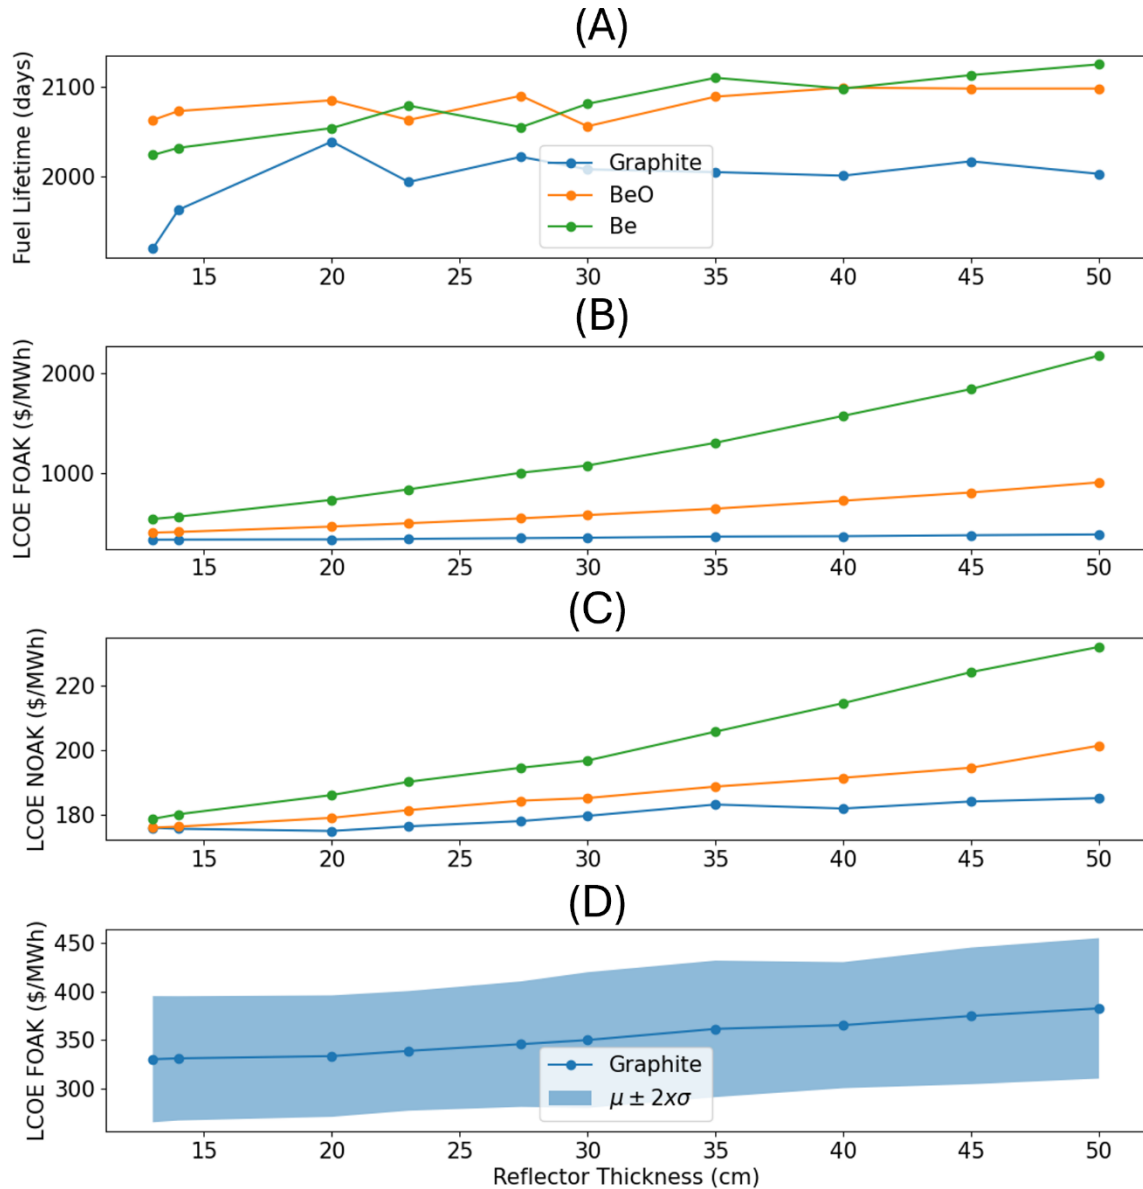 (A)
Fuel Lifetime (days)
2100
2000
Graphite
BeO
Be
15 20 25 30 35 40 45 50
(B)
LCOE FOAK ($/MWh)
2000
1000
15 20 25 30 35 40 45 50
(C)
LCOE NOAK ($/MWh)
220
200
180
15 20 25 30 35 40 45 50
(D)
LCOE FOAK ($/MWh)
450
400
350
300
Graphite
μ ± 2xσ
15 20 25 30 35 40 45 50
Reflector Thickness (cm)